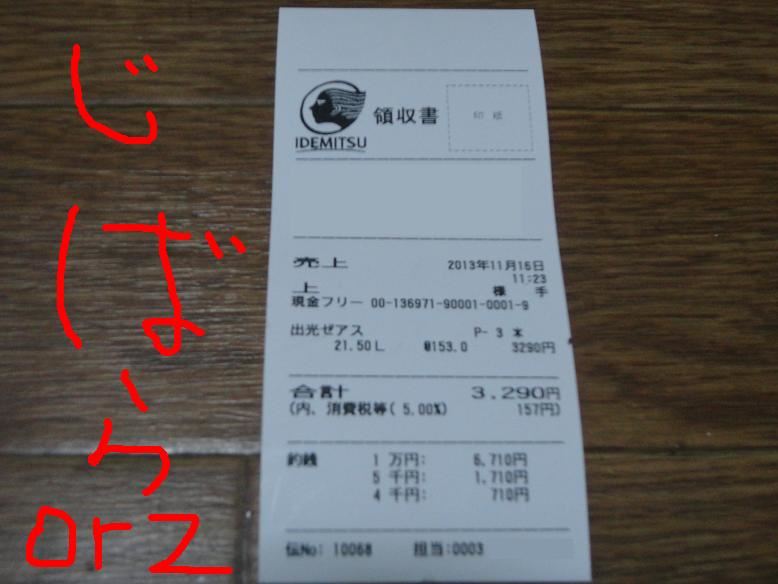 じばら
orz
IDEMITSU
領収書
印紙
売上 2013年11月16日
11:23
上 様 手
現金フリー 00-136971-90001-0001-9
出光ゼアス P- 3 本
21.50L @153.0 3290円
合計 3,290円
(内、消費税等( 5.00%) 157円)
釣銭 1 万円: 6,710円
5 千円: 1,710円
4 千円: 710円
伝No: 10068 担当:0003